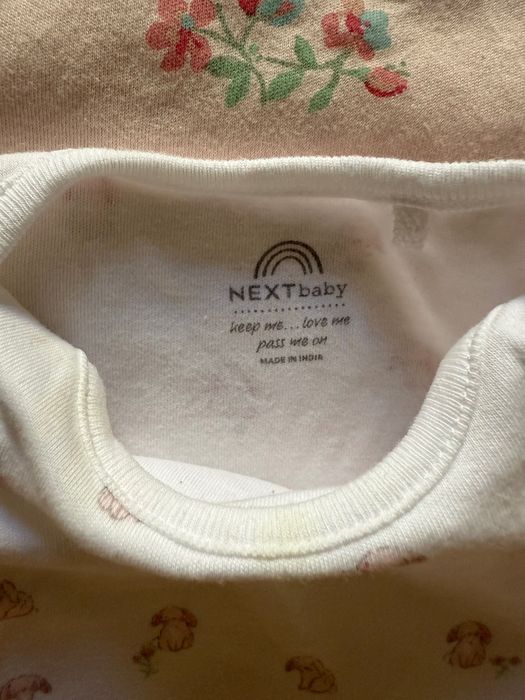 NEXTbaby
keep me... love me
pass me on
MADE IN INDIA